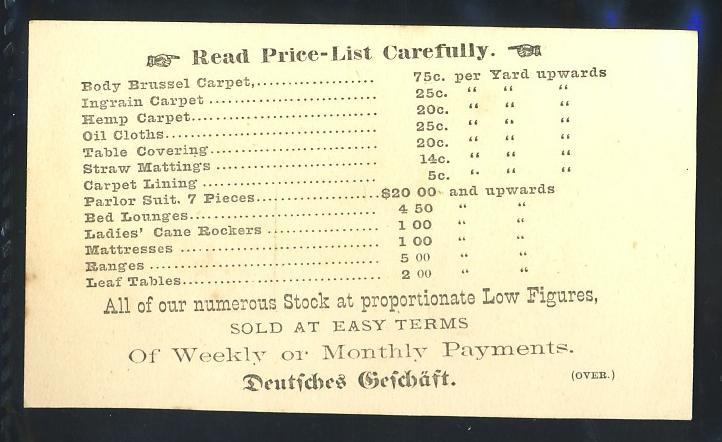 Read Price-List Carefully.
Body Brussel Carpet,................... 75c. per Yard upwards
Ingrain Carpet ........................... 25c. “ “ “
Hemp Carpet............................. 20c. “ “ “
Oil Cloths.................................. 25c. “ “ “
Table Covering........................... 20c. “ “ “
Straw Mattings .......................... 14c. “ “ “
Carpet Lining ............................ 5c. “ “ “
Parlor Suit. 7 Pieces....................$20 00 and upwards
Bed Lounges............................. 4 50 “ “
Ladies' Cane Rockers ................. 1 00 “ “
Mattresses ................................ 1 00 “ “
Ranges ..................................... 5 00 “ “
Leaf Tables................................ 2 00 “ “
All of our numerous Stock at proportionate Low Figures,
SOLD AT EASY TERMS
Of Weekly or Monthly Payments.
Deutſches Geſchäft.
(OVER.)